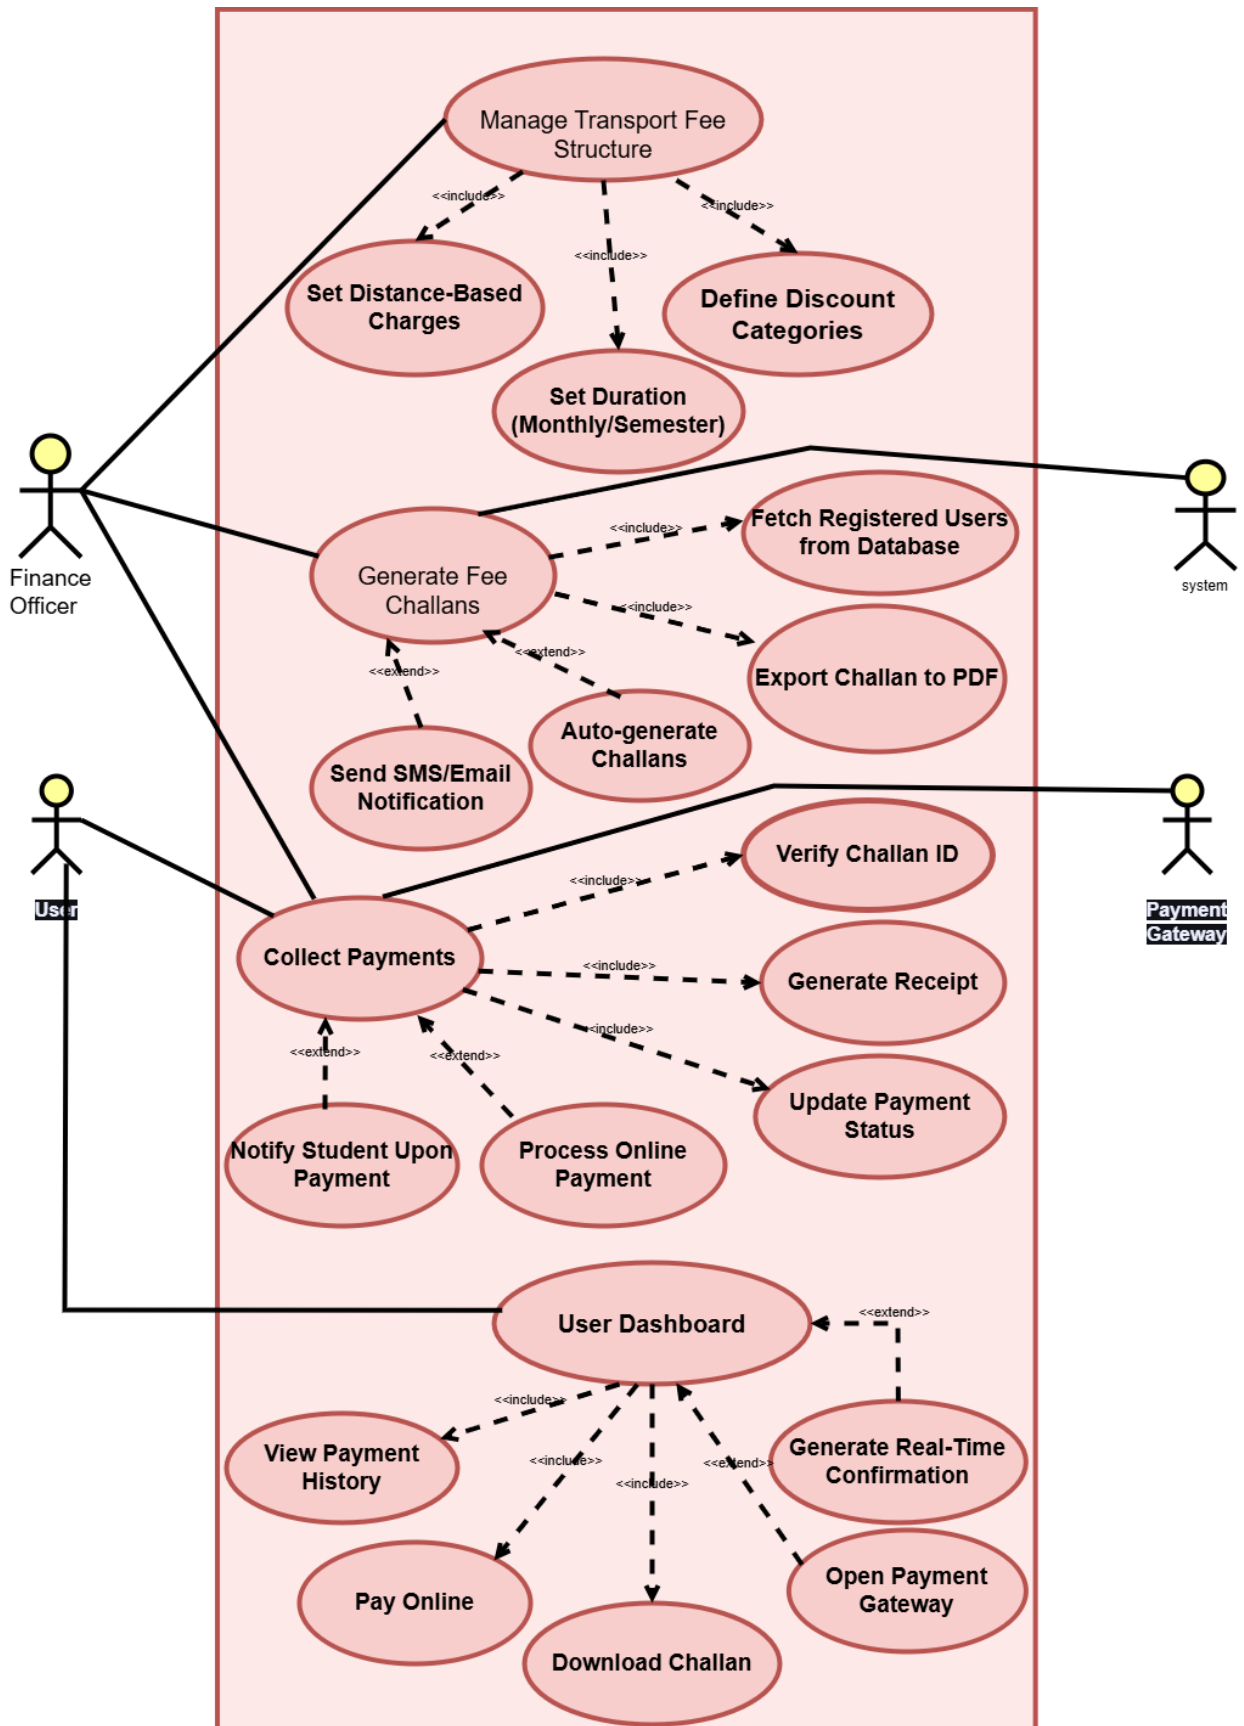 Manage Transport Fee
Structure
<<include>>
<<include>>
<<include>>
Set Distance-Based
Charges
Define Discount
Categories
Set Duration
(Monthly/Semester)
Finance
Officer
system
Fetch Registered Users
from Database
<<include>>
Generate Fee
Challans
<<include>>
<<extend>>
<<extend>>
Export Challan to PDF
Auto-generate
Challans
Send SMS/Email
Notification
User
Payment
Gateway
Verify Challan ID
<<include>>
Collect Payments
<<include>>
Generate Receipt
<<include>>
<<extend>>
<<extend>>
Update Payment
Status
Notify Student Upon
Payment
Process Online
Payment
User Dashboard
<<extend>>
<<include>>
<<include>>
<<include>>
<<extend>>
View Payment
History
Generate Real-Time
Confirmation
Pay Online
Open Payment
Gateway
Download Challan